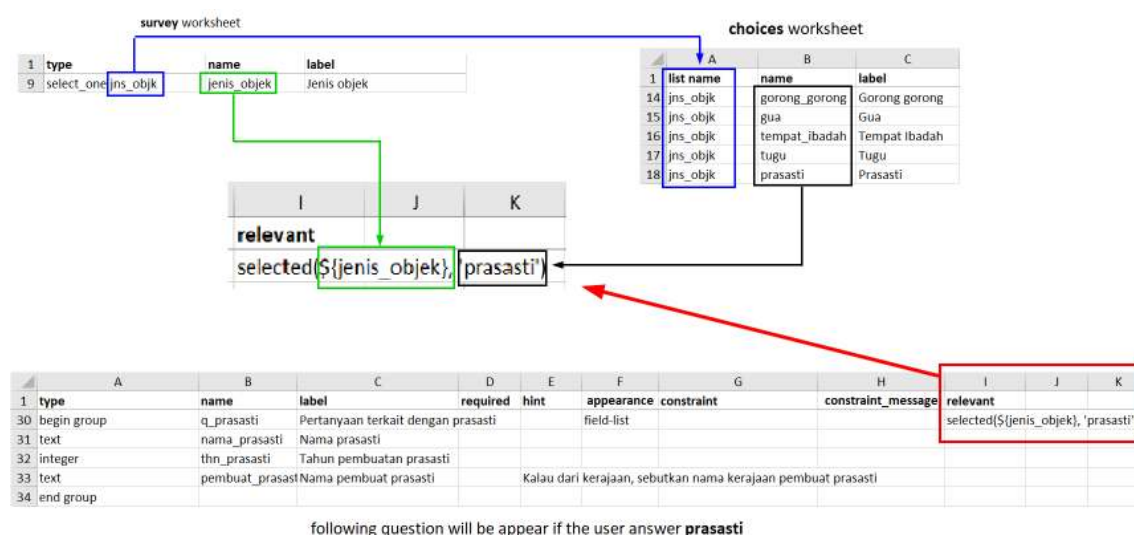 survey worksheet
choices worksheet
1 type name label
9 select_one jns_objk jenis_objek Jenis objek
A B C
1 list name name label
14 jns_objk gorong_gorong Gorong gorong
15 jns_objk gua Gua
16 jns_objk tempat_ibadah Tempat Ibadah
17 jns_objk tugu Tugu
18 jns_objk prasasti Prasasti
I J K
relevant
selected(${jenis_objek}, 'prasasti')
A B C D E F G H I J K
1 type name label required hint appearance constraint constraint_message relevant
30 begin group q_prasasti Pertanyaan terkait dengan prasasti field-list selected(${jenis_objek}, 'prasasti'
31 text nama_prasasti Nama prasasti
32 integer thn_prasasti Tahun pembuatan prasasti
33 text pembuat_prasast Nama pembuat prasasti Kalau dari kerajaan, sebutkan nama kerajaan pembuat prasasti
34 end group
following question will be appear if the user answer prasasti